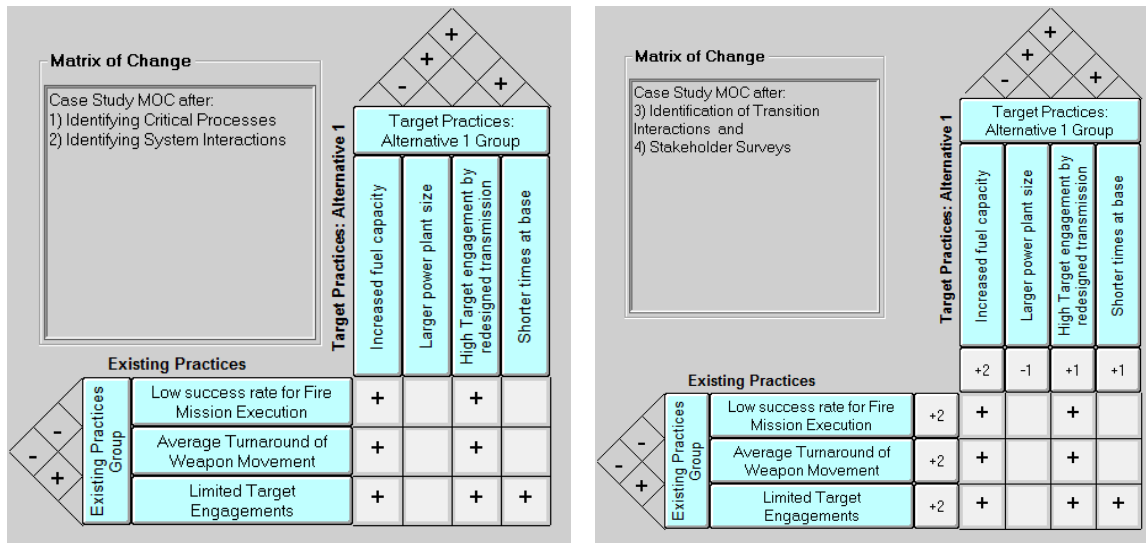 Matrix of Change
Case Study MOC after:
1) Identifying Critical Processes
2) Identifying System Interactions
+
+
-
+
+
Target Practices: Alternative 1
Target Practices:
Alternative 1 Group
Increased fuel capacity
Larger power plant size
High Target engagement by
redesigned transmission
Shorter times at base
Existing Practices
-
-
+
Existing Practices
Group
Low success rate for Fire
Mission Execution
+ +
Average Turnaround of
Weapon Movement
+ +
Limited Target
Engagements
+ + +
Matrix of Change
Case Study MOC after:
3) Identification of Transition
Interactions and
4) Stakeholder Surveys
+
+
-
+
+
Target Practices: Alternative 1
Target Practices:
Alternative 1 Group
Increased fuel capacity
Larger power plant size
High Target engagement by
redesigned transmission
Shorter times at base
+2 -1 +1 +1
Existing Practices
-
-
+
Existing Practices
Group
Low success rate for Fire
Mission Execution
+2 + +
Average Turnaround of
Weapon Movement
+2 + +
Limited Target
Engagements
+2 + + +